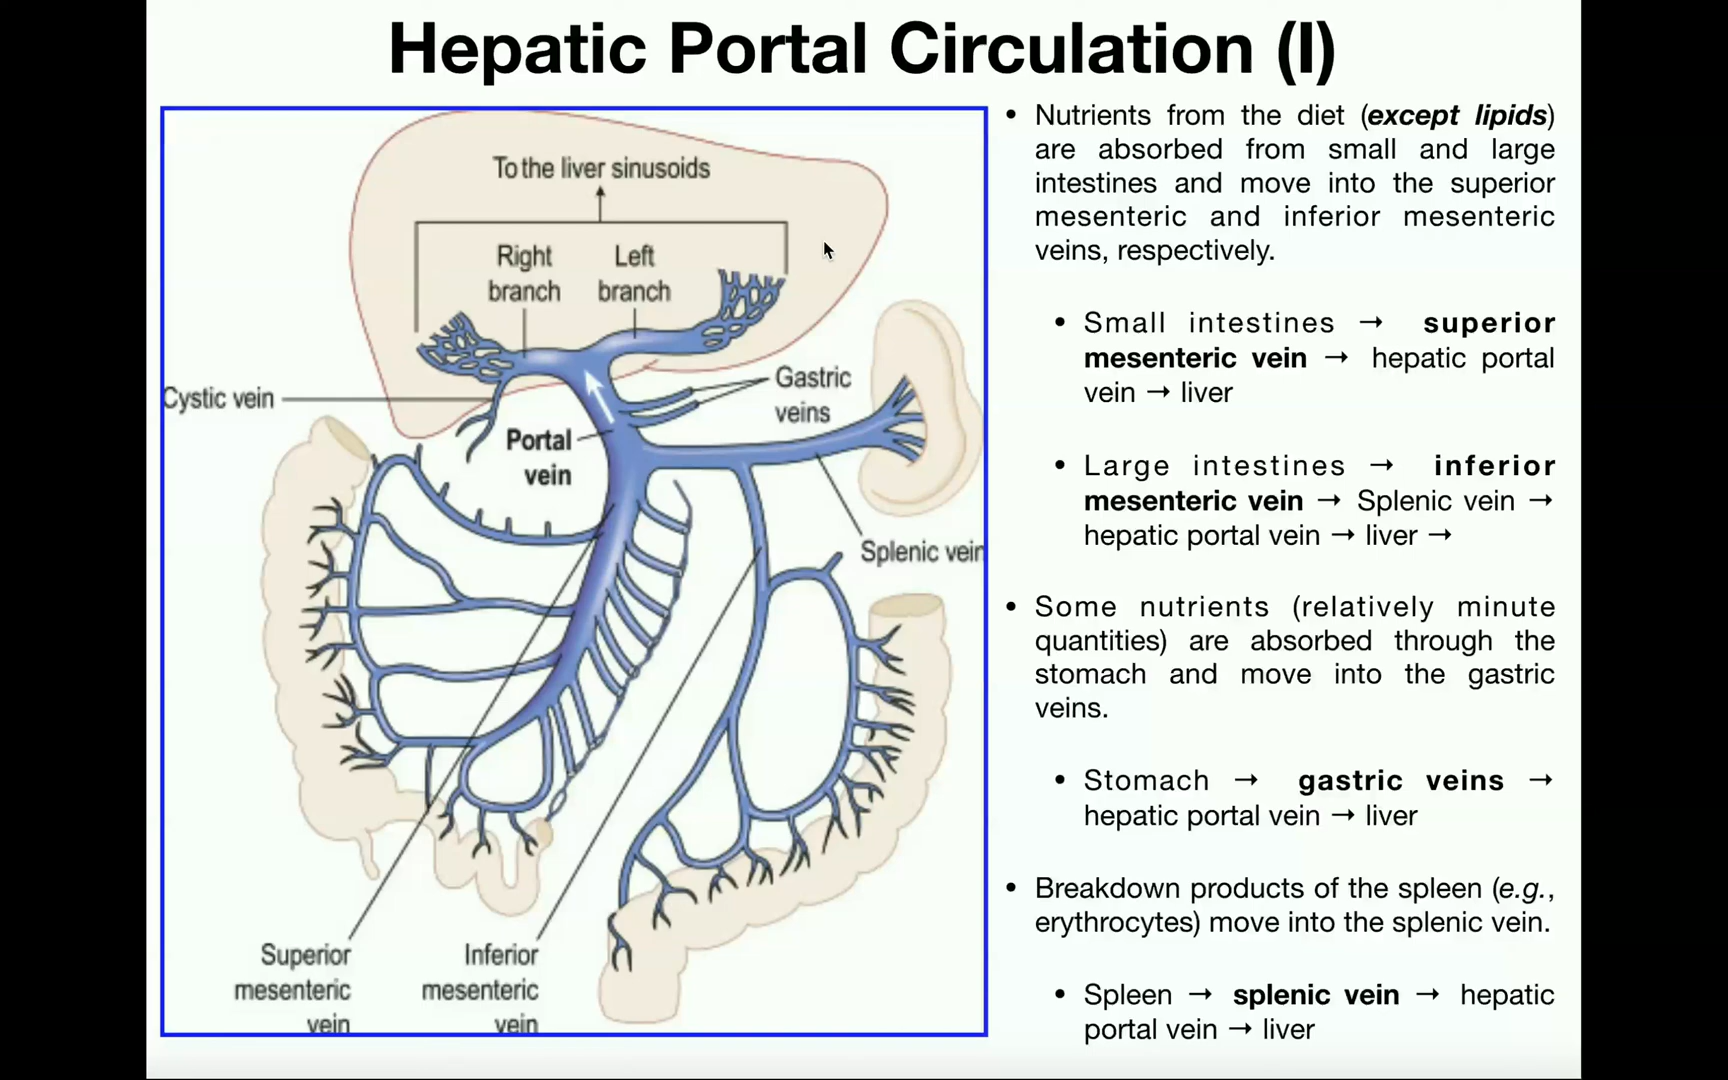 Hepatic Portal Circulation (I)
To the liver sinusoids
Right
branch
Left
branch
Cystic vein
Gastric
veins
Portal
vein
Splenic vein
Superior
mesenteric
vein
Inferior
mesenteric
vein
• Nutrients from the diet (except lipids)
are absorbed from small and large
intestines and move into the superior
mesenteric and inferior mesenteric
veins, respectively.
• Small intestines → superior
mesenteric vein → hepatic portal
vein → liver
• Large intestines → inferior
mesenteric vein → Splenic vein →
hepatic portal vein → liver →
• Some nutrients (relatively minute
quantities) are absorbed through the
stomach and move into the gastric
veins.
• Stomach → gastric veins →
hepatic portal vein → liver
• Breakdown products of the spleen (e.g.,
erythrocytes) move into the splenic vein.
• Spleen → splenic vein → hepatic
portal vein → liver